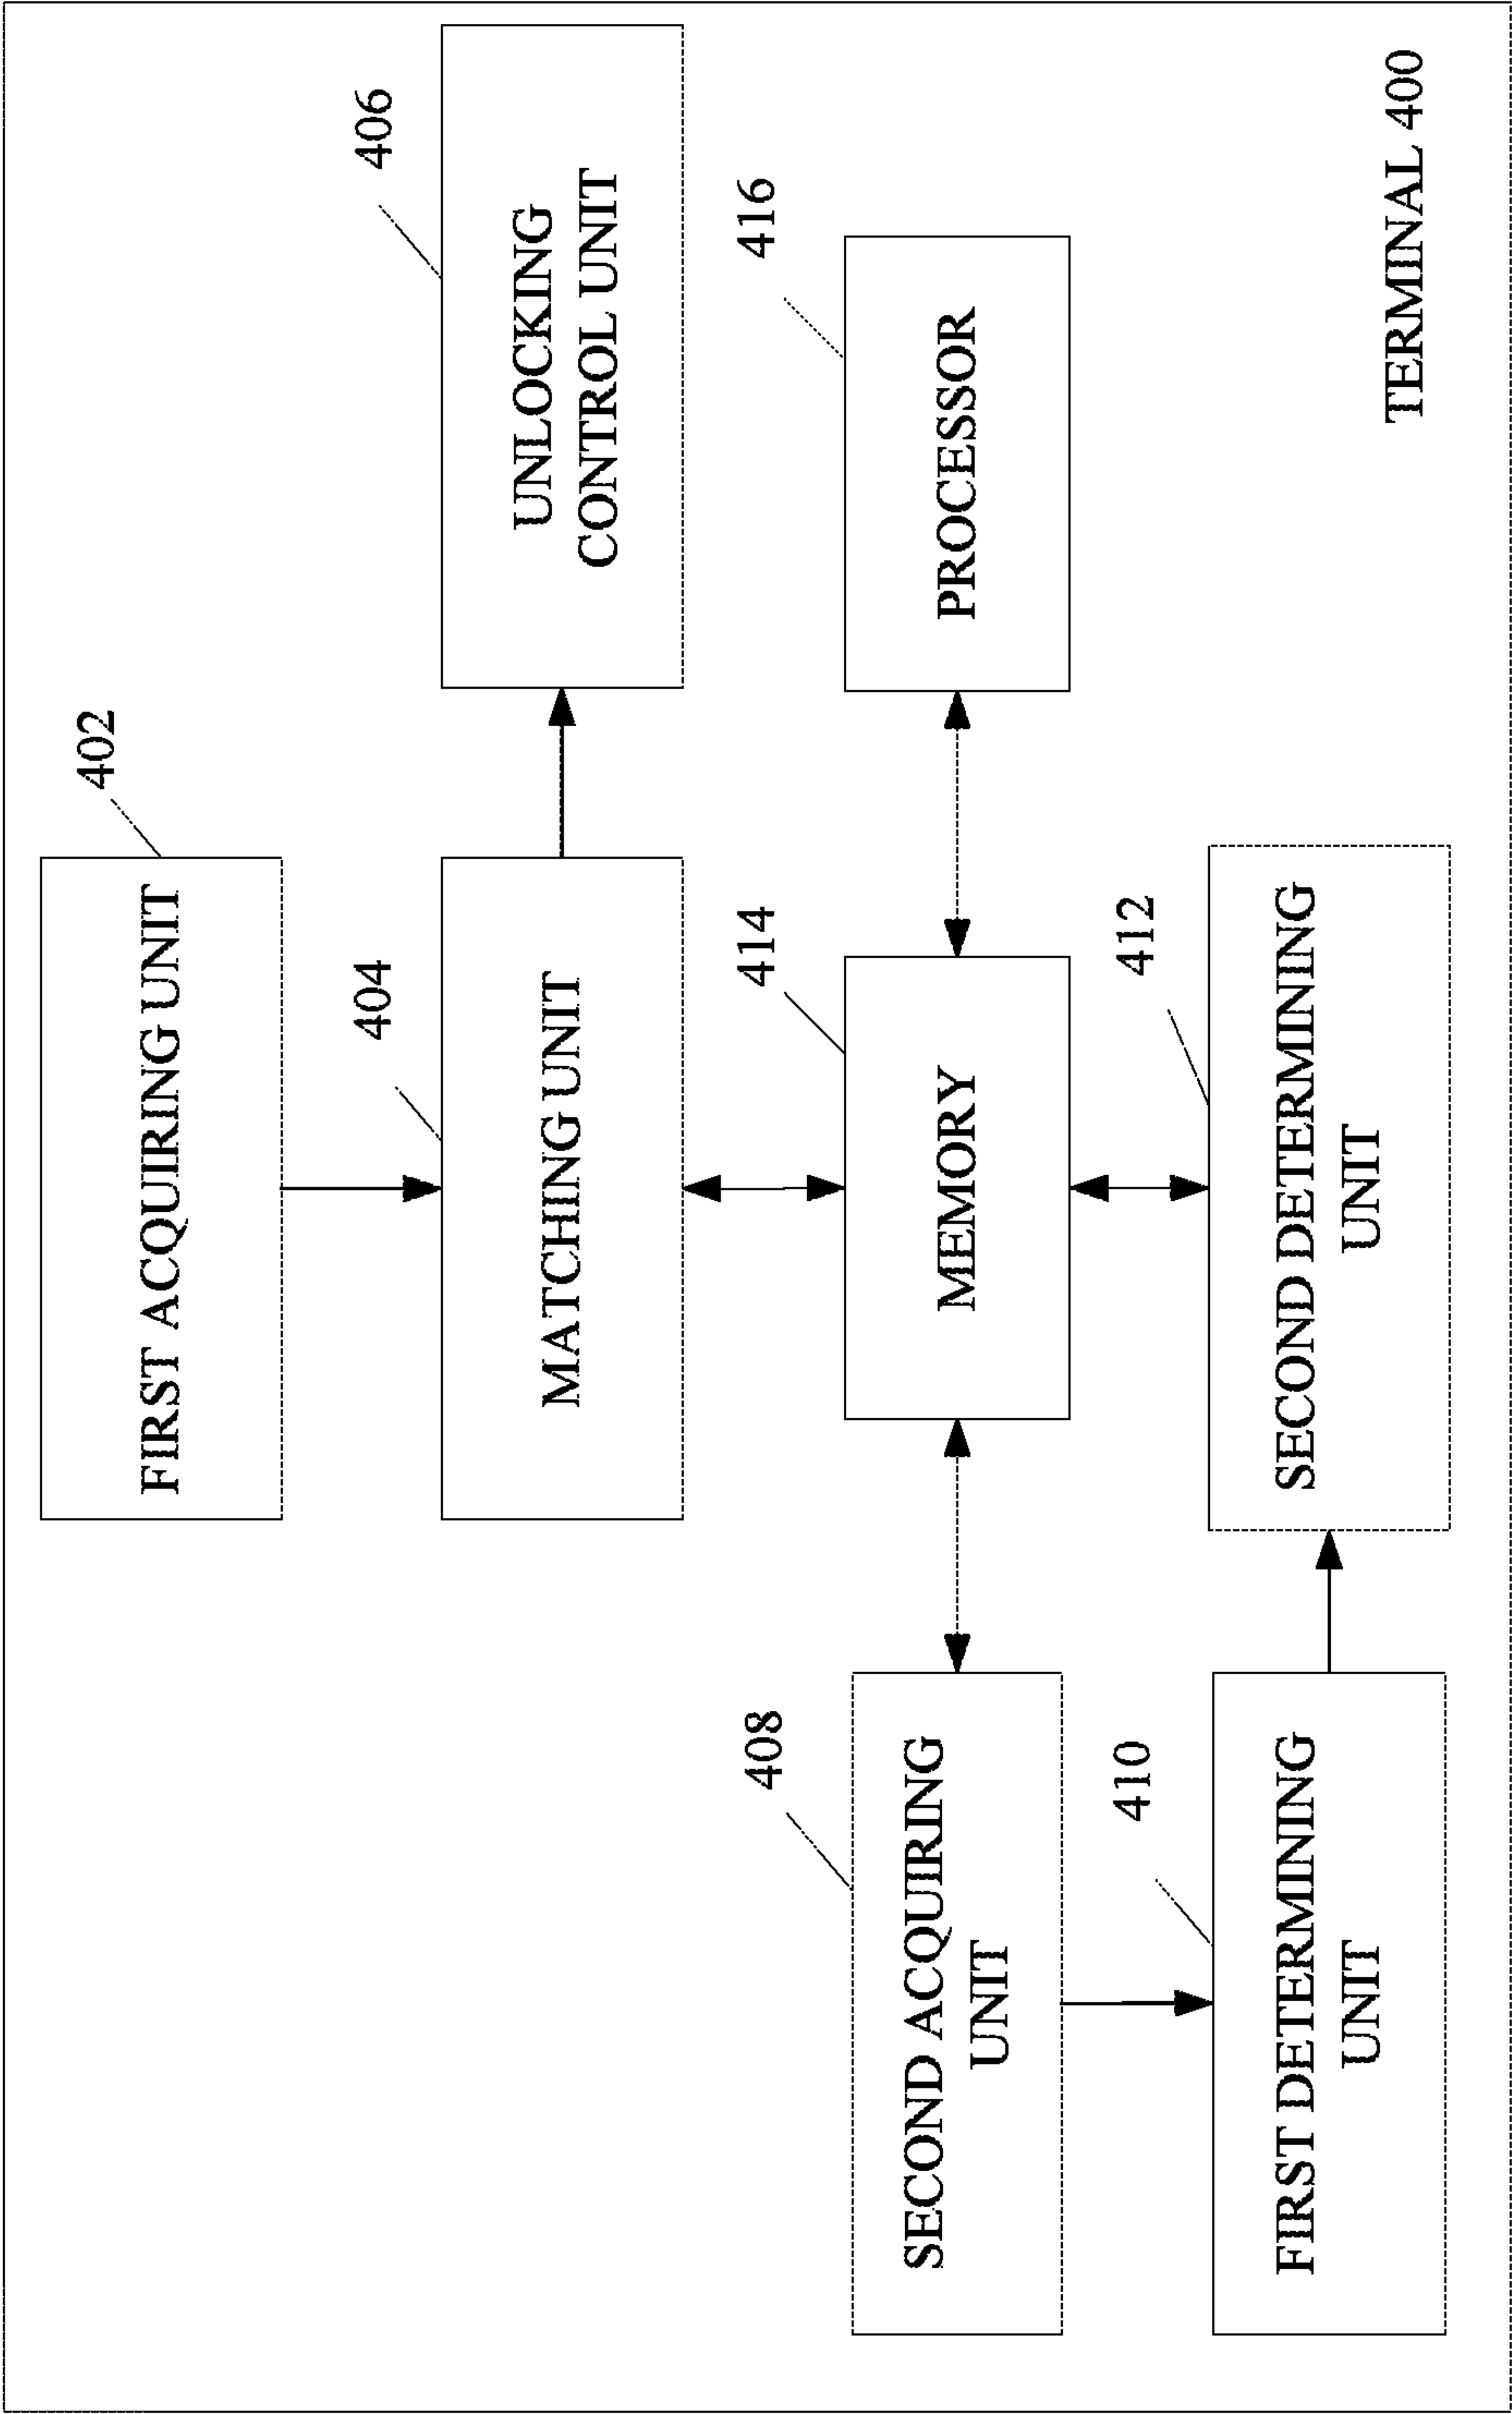 402
FIRST ACQUIRING UNIT
404
MATCHING UNIT
406
UNLOCKING
CONTROL UNIT
408
SECOND ACQUIRING
UNIT
414
MEMORY
416
PROCESSOR
410
FIRST DETERMINING
UNIT
412
SECOND DETERMINING
UNIT
TERMINAL 400